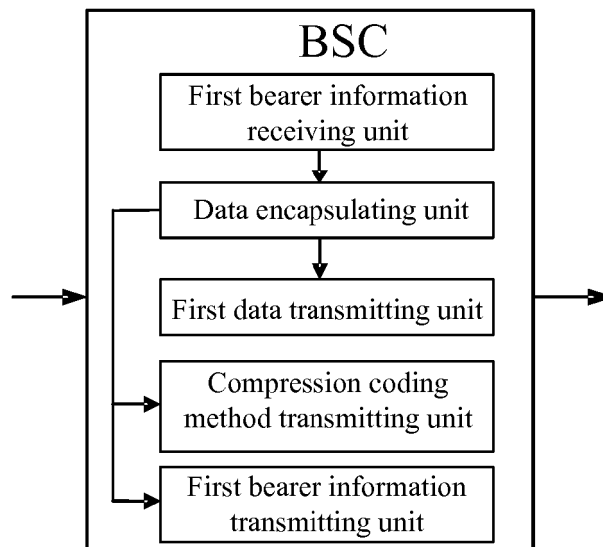 BSC
First bearer information
receiving unit
Data encapsulating unit
First data transmitting unit
Compression coding
method transmitting unit
First bearer information
transmitting unit